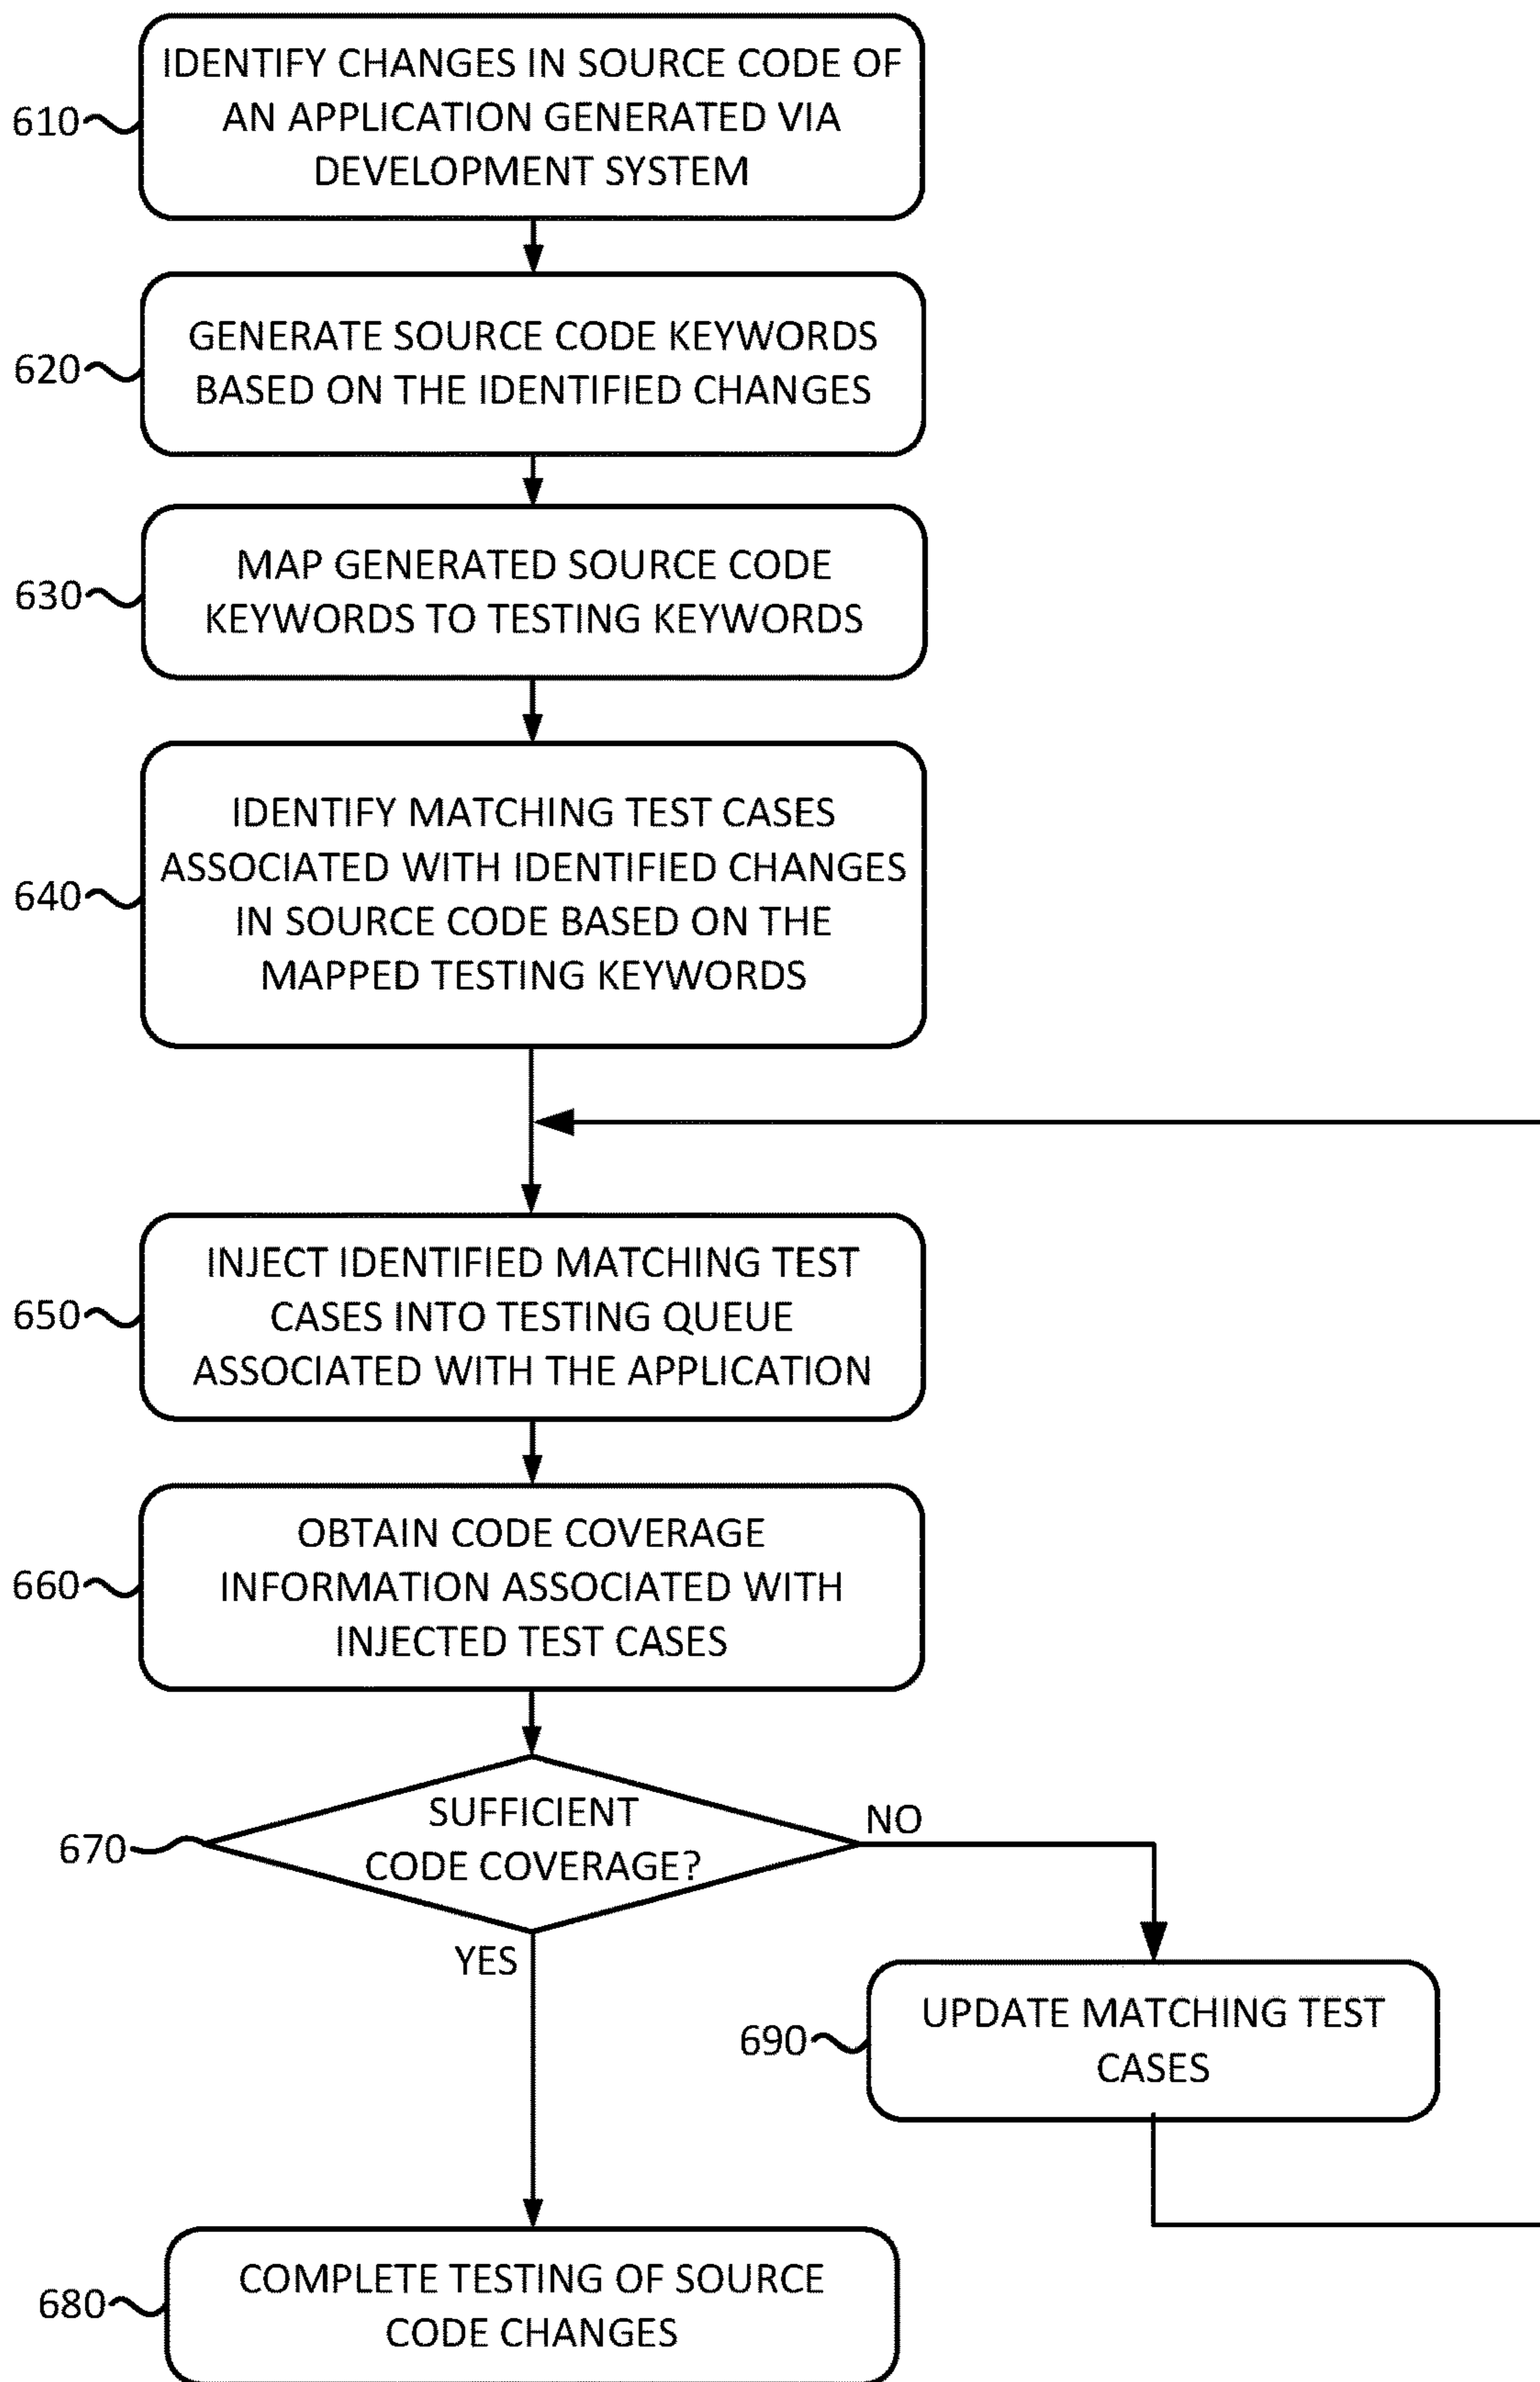 610
IDENTIFY CHANGES IN SOURCE CODE OF
AN APPLICATION GENERATED VIA
DEVELOPMENT SYSTEM
620
GENERATE SOURCE CODE KEYWORDS
BASED ON THE IDENTIFIED CHANGES
630
MAP GENERATED SOURCE CODE
KEYWORDS TO TESTING KEYWORDS
640
IDENTIFY MATCHING TEST CASES
ASSOCIATED WITH IDENTIFIED CHANGES
IN SOURCE CODE BASED ON THE
MAPPED TESTING KEYWORDS
650
INJECT IDENTIFIED MATCHING TEST
CASES INTO TESTING QUEUE
ASSOCIATED WITH THE APPLICATION
660
OBTAIN CODE COVERAGE
INFORMATION ASSOCIATED WITH
INJECTED TEST CASES
670
SUFFICIENT
CODE COVERAGE?
NO
YES
690
UPDATE MATCHING TEST
CASES
680
COMPLETE TESTING OF SOURCE
CODE CHANGES